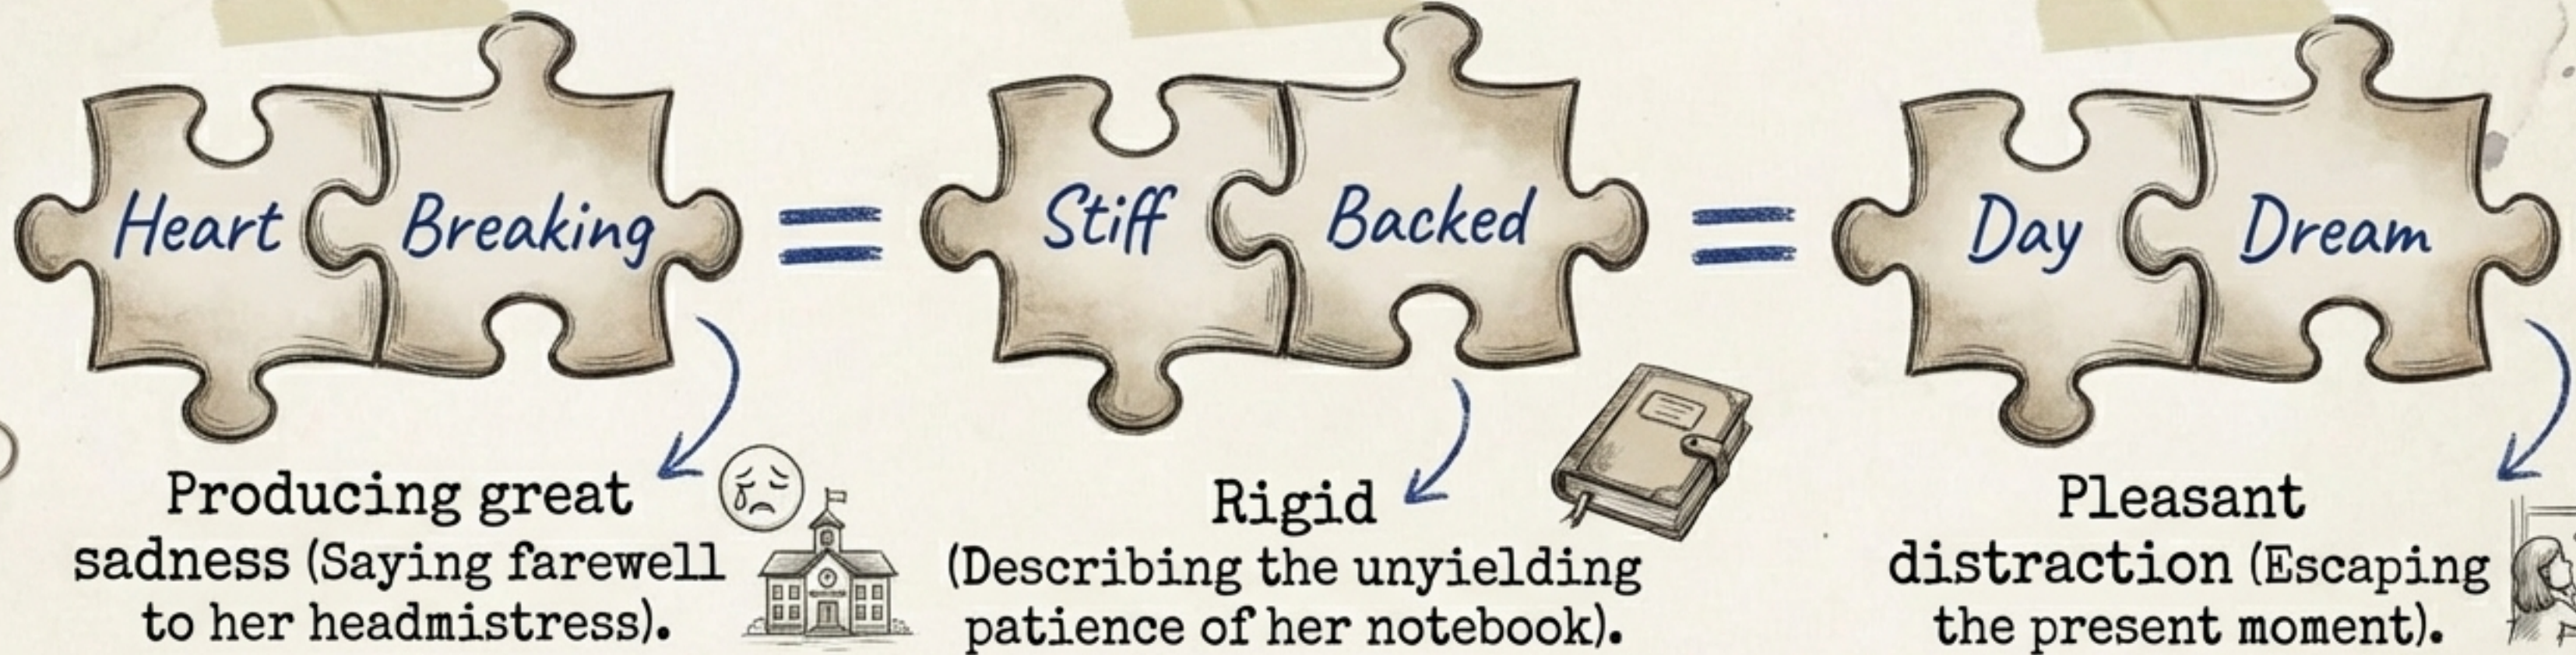 Heart Breaking = Stiff Backed = Day Dream
Producing great
sadness (Saying farewell
to her headmistress).
Rigid
(Describing the unyielding
patience of her notebook).
Pleasant
distraction (Escaping
the present moment).